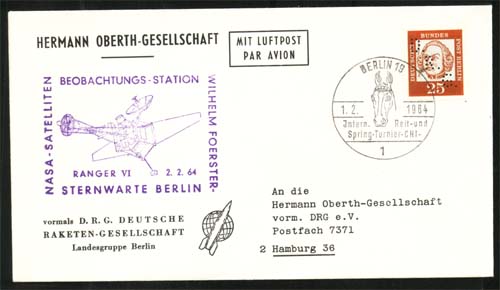 HERMANN OBERTH-GESELLSCHAFT
MIT LUFTPOST
PAR AVION
BEOBACHTUNGS-STATION
NASA-SATELLITEN
WILHELM FOERSTER-
RANGER VI 2. 2. 64
STERNWARTE BERLIN
BERLIN 19
1. 2. 1964
Intern. Reit-und
Spring-Turnier-CHI-
1
DEUTSCHE BUNDES POST BERLIN
25
vormals D. R. G. DEUTSCHE
RAKETEN-GESELLSCHAFT
Landesgruppe Berlin
An die
Hermann Oberth-Gesellschaft
vorm. DRG e.V.
Postfach 7371
2 Hamburg 36